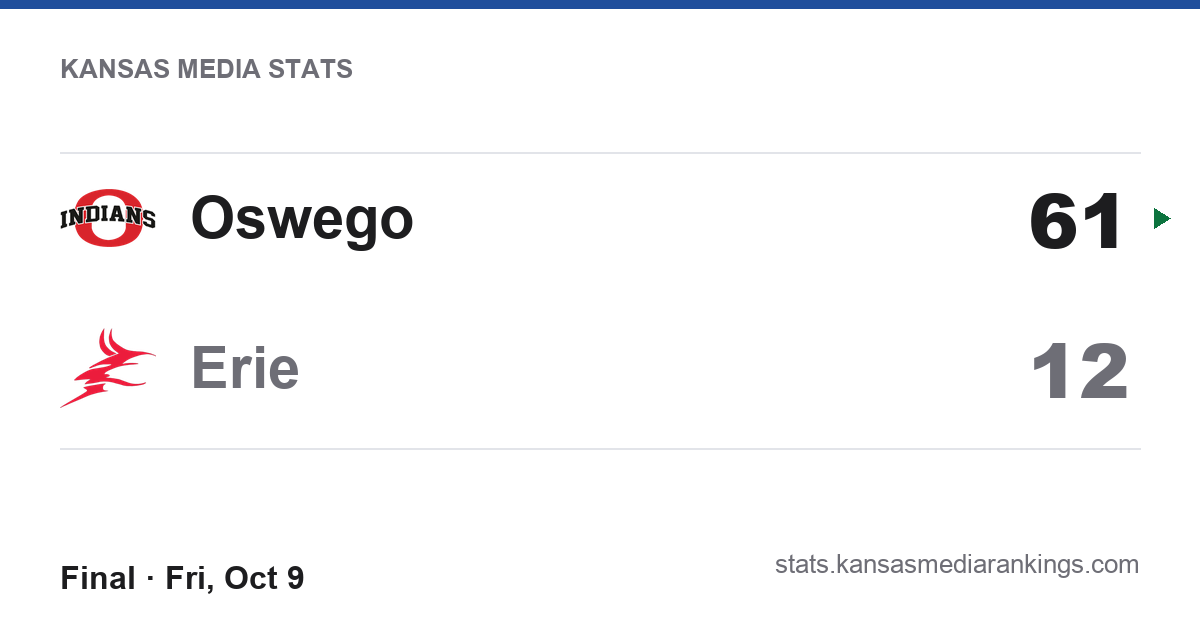 KANSAS MEDIA STATS
INDIANS
Oswego
61
Erie
12
Final · Fri, Oct 9
stats.kansasmediarankings.com